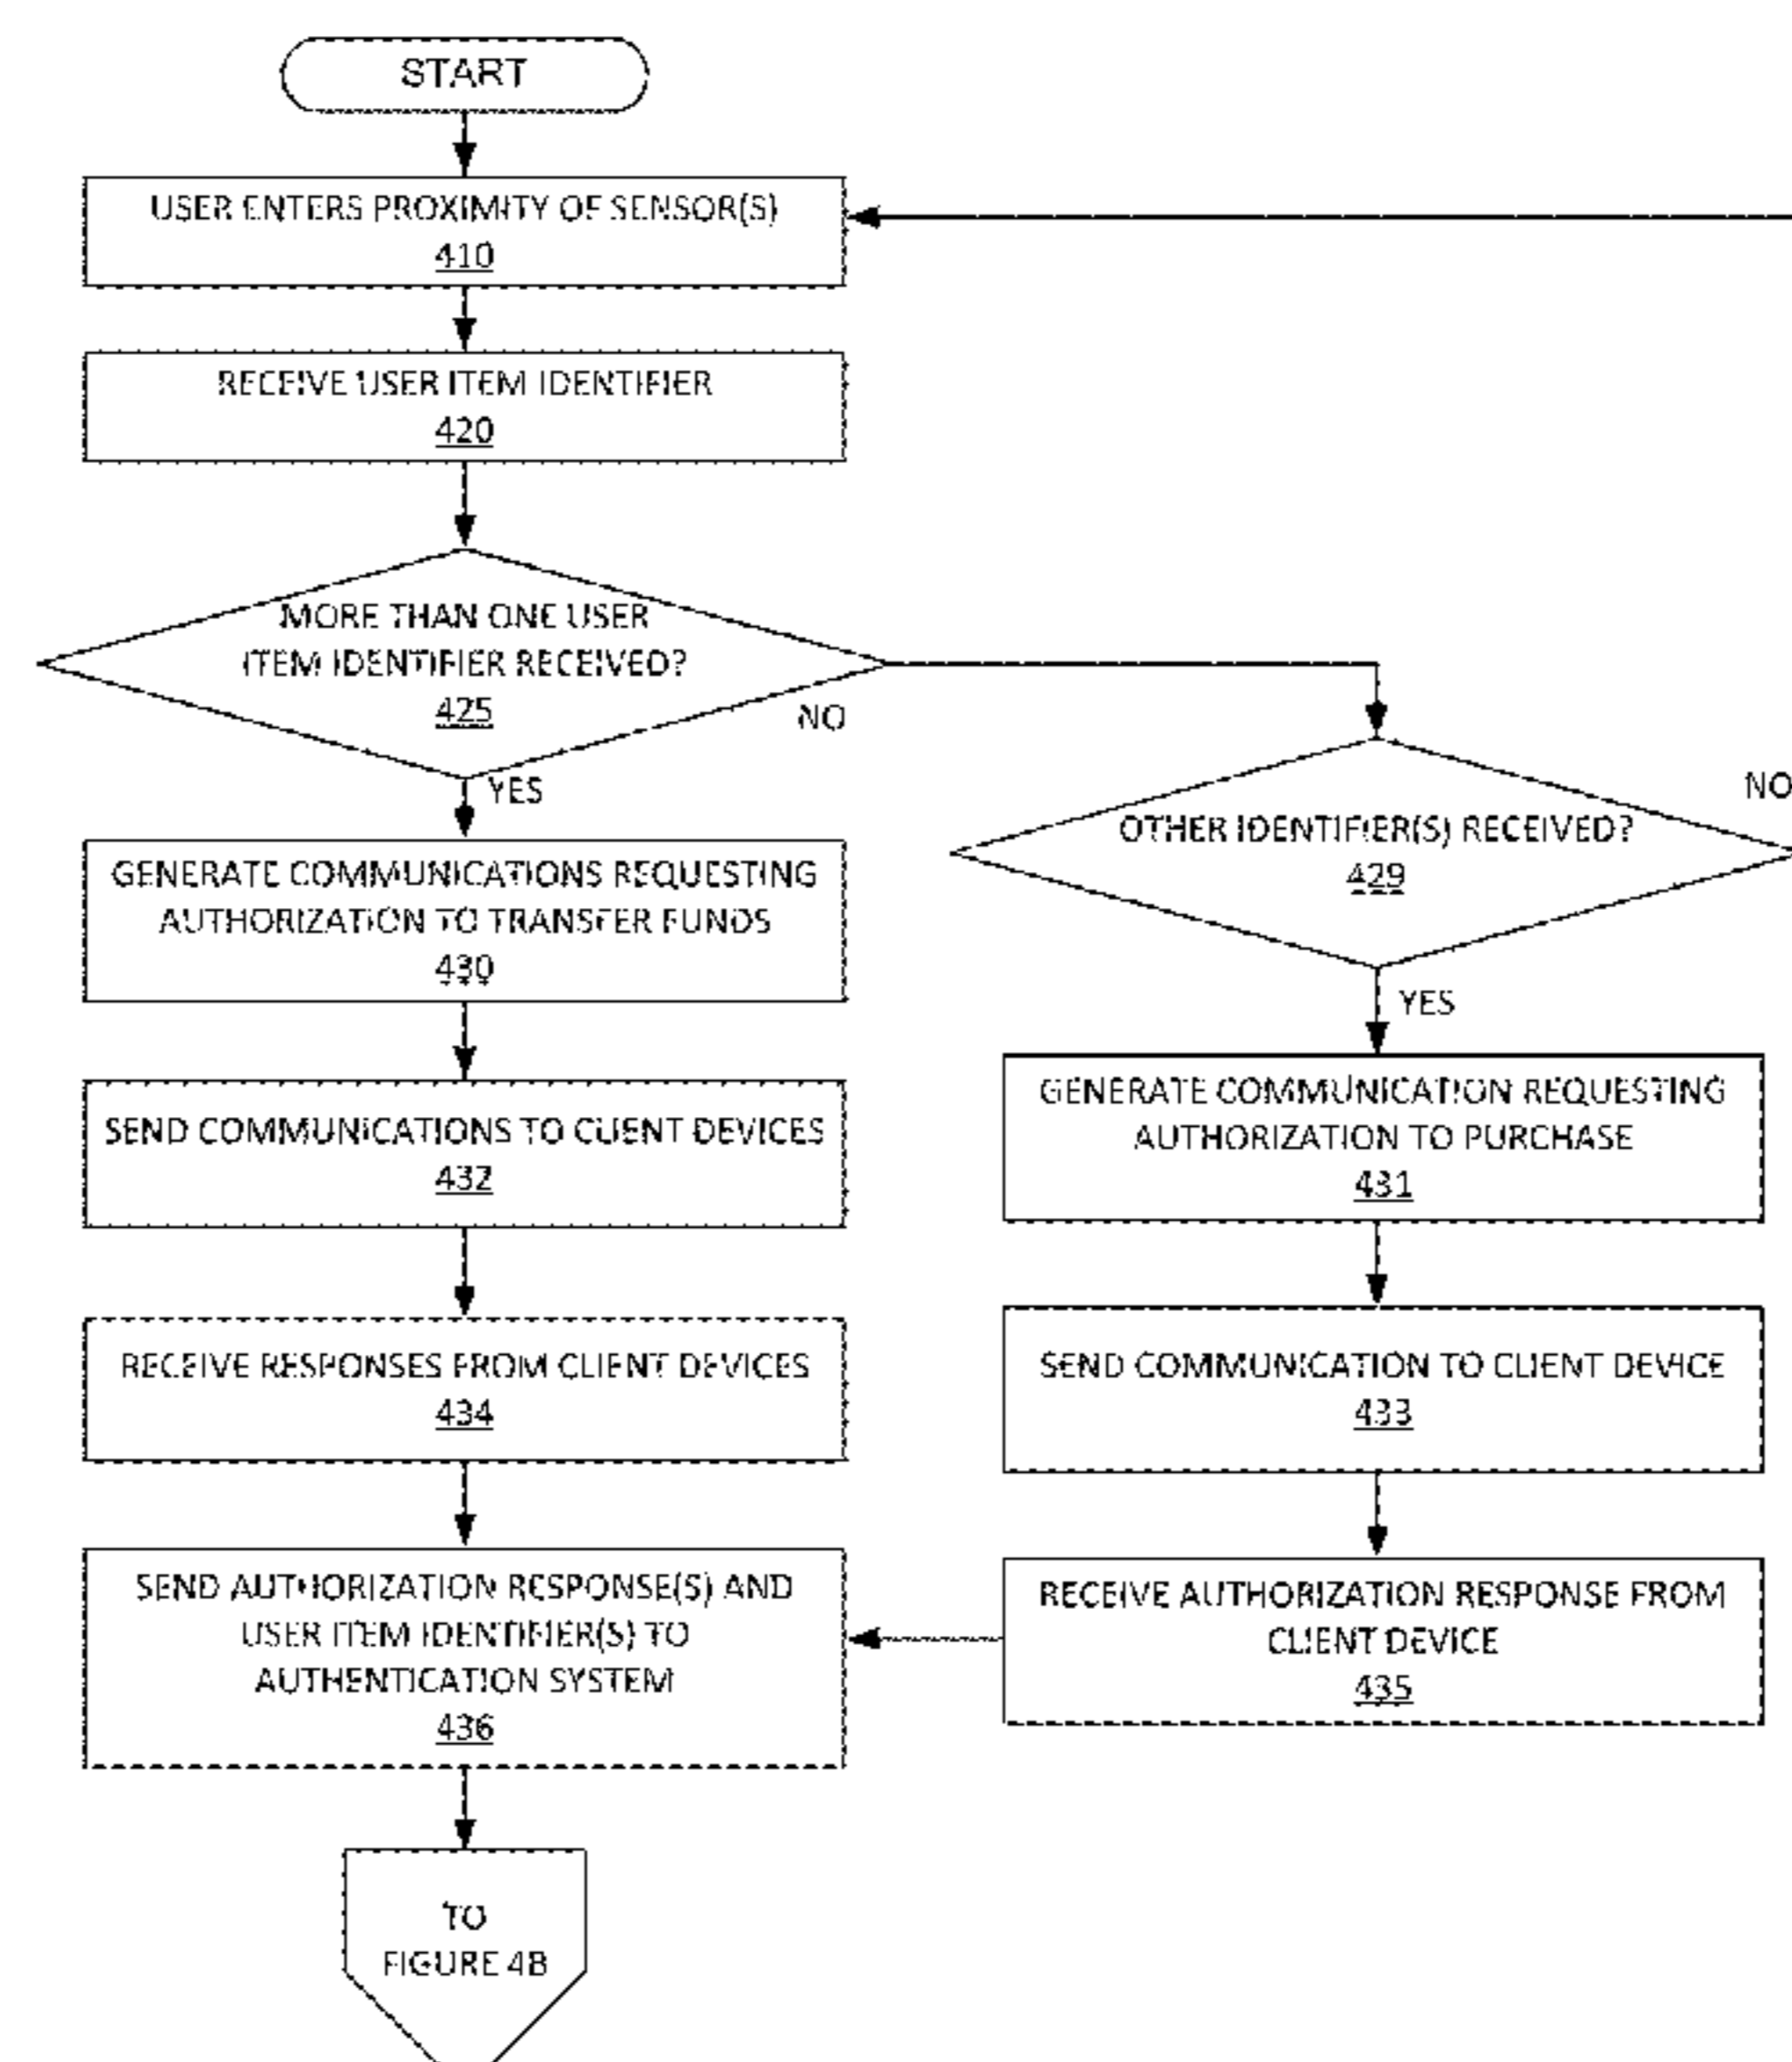 START
USER ENTERS PROXIMITY OF SENSOR(S)
410
RECEIVE USER ITEM IDENTIFIER
420
MORE THAN ONE USER
ITEM IDENTIFIER RECEIVED?
425
NO
YES
GENERATE COMMUNICATIONS REQUESTING
AUTHORIZATION TO TRANSFER FUNDS
430
SEND COMMUNICATIONS TO CLIENT DEVICES
432
RECEIVE RESPONSES FROM CLIENT DEVICES
434
SEND AUTHORIZATION RESPONSE(S) AND
USER ITEM IDENTIFIER(S) TO
AUTHENTICATION SYSTEM
436
TO
FIGURE 4B
NO
OTHER IDENTIFIER(S) RECEIVED?
429
YES
GENERATE COMMUNICATION REQUESTING
AUTHORIZATION TO PURCHASE
431
SEND COMMUNICATION TO CLIENT DEVICE
433
RECEIVE AUTHORIZATION RESPONSE FROM
CLIENT DEVICE
435